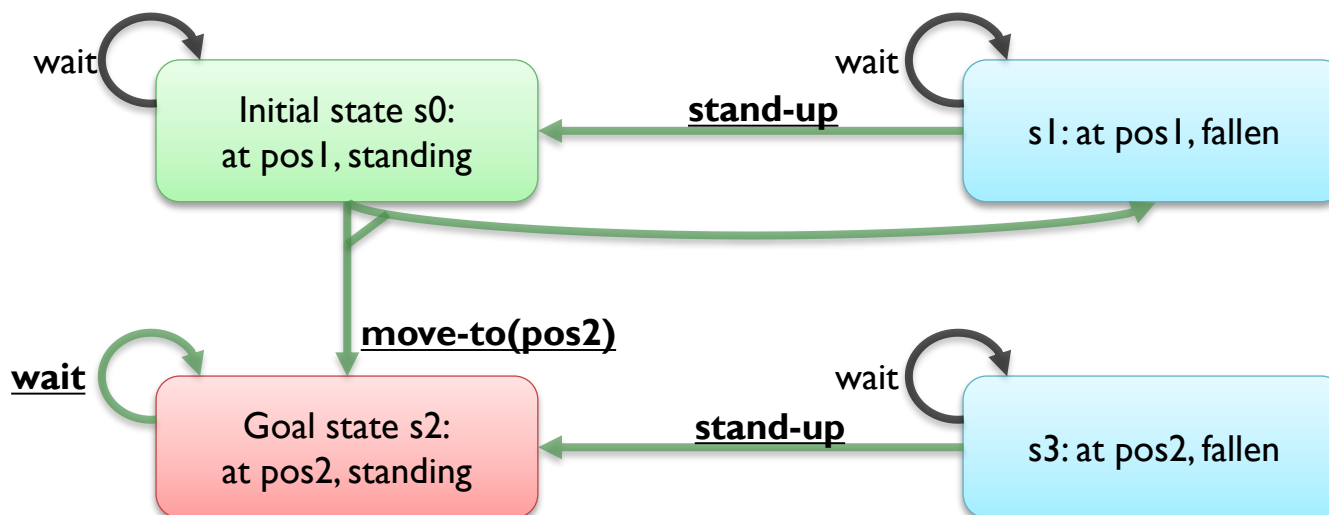 wait
Initial state s0:
at pos1, standing
stand-up
wait
s1: at pos1, fallen
move-to(pos2)
wait
Goal state s2:
at pos2, standing
stand-up
wait
s3: at pos2, fallen